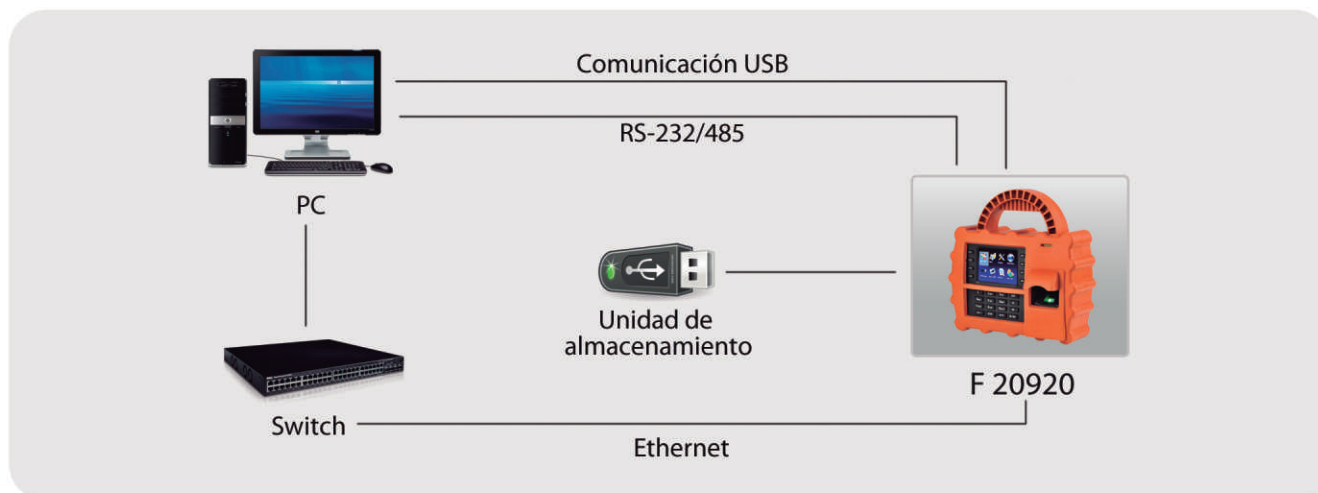 Comunicación USB
RS-232/485
PC
Unidad de
almacenamiento
F 20920
Switch
Ethernet